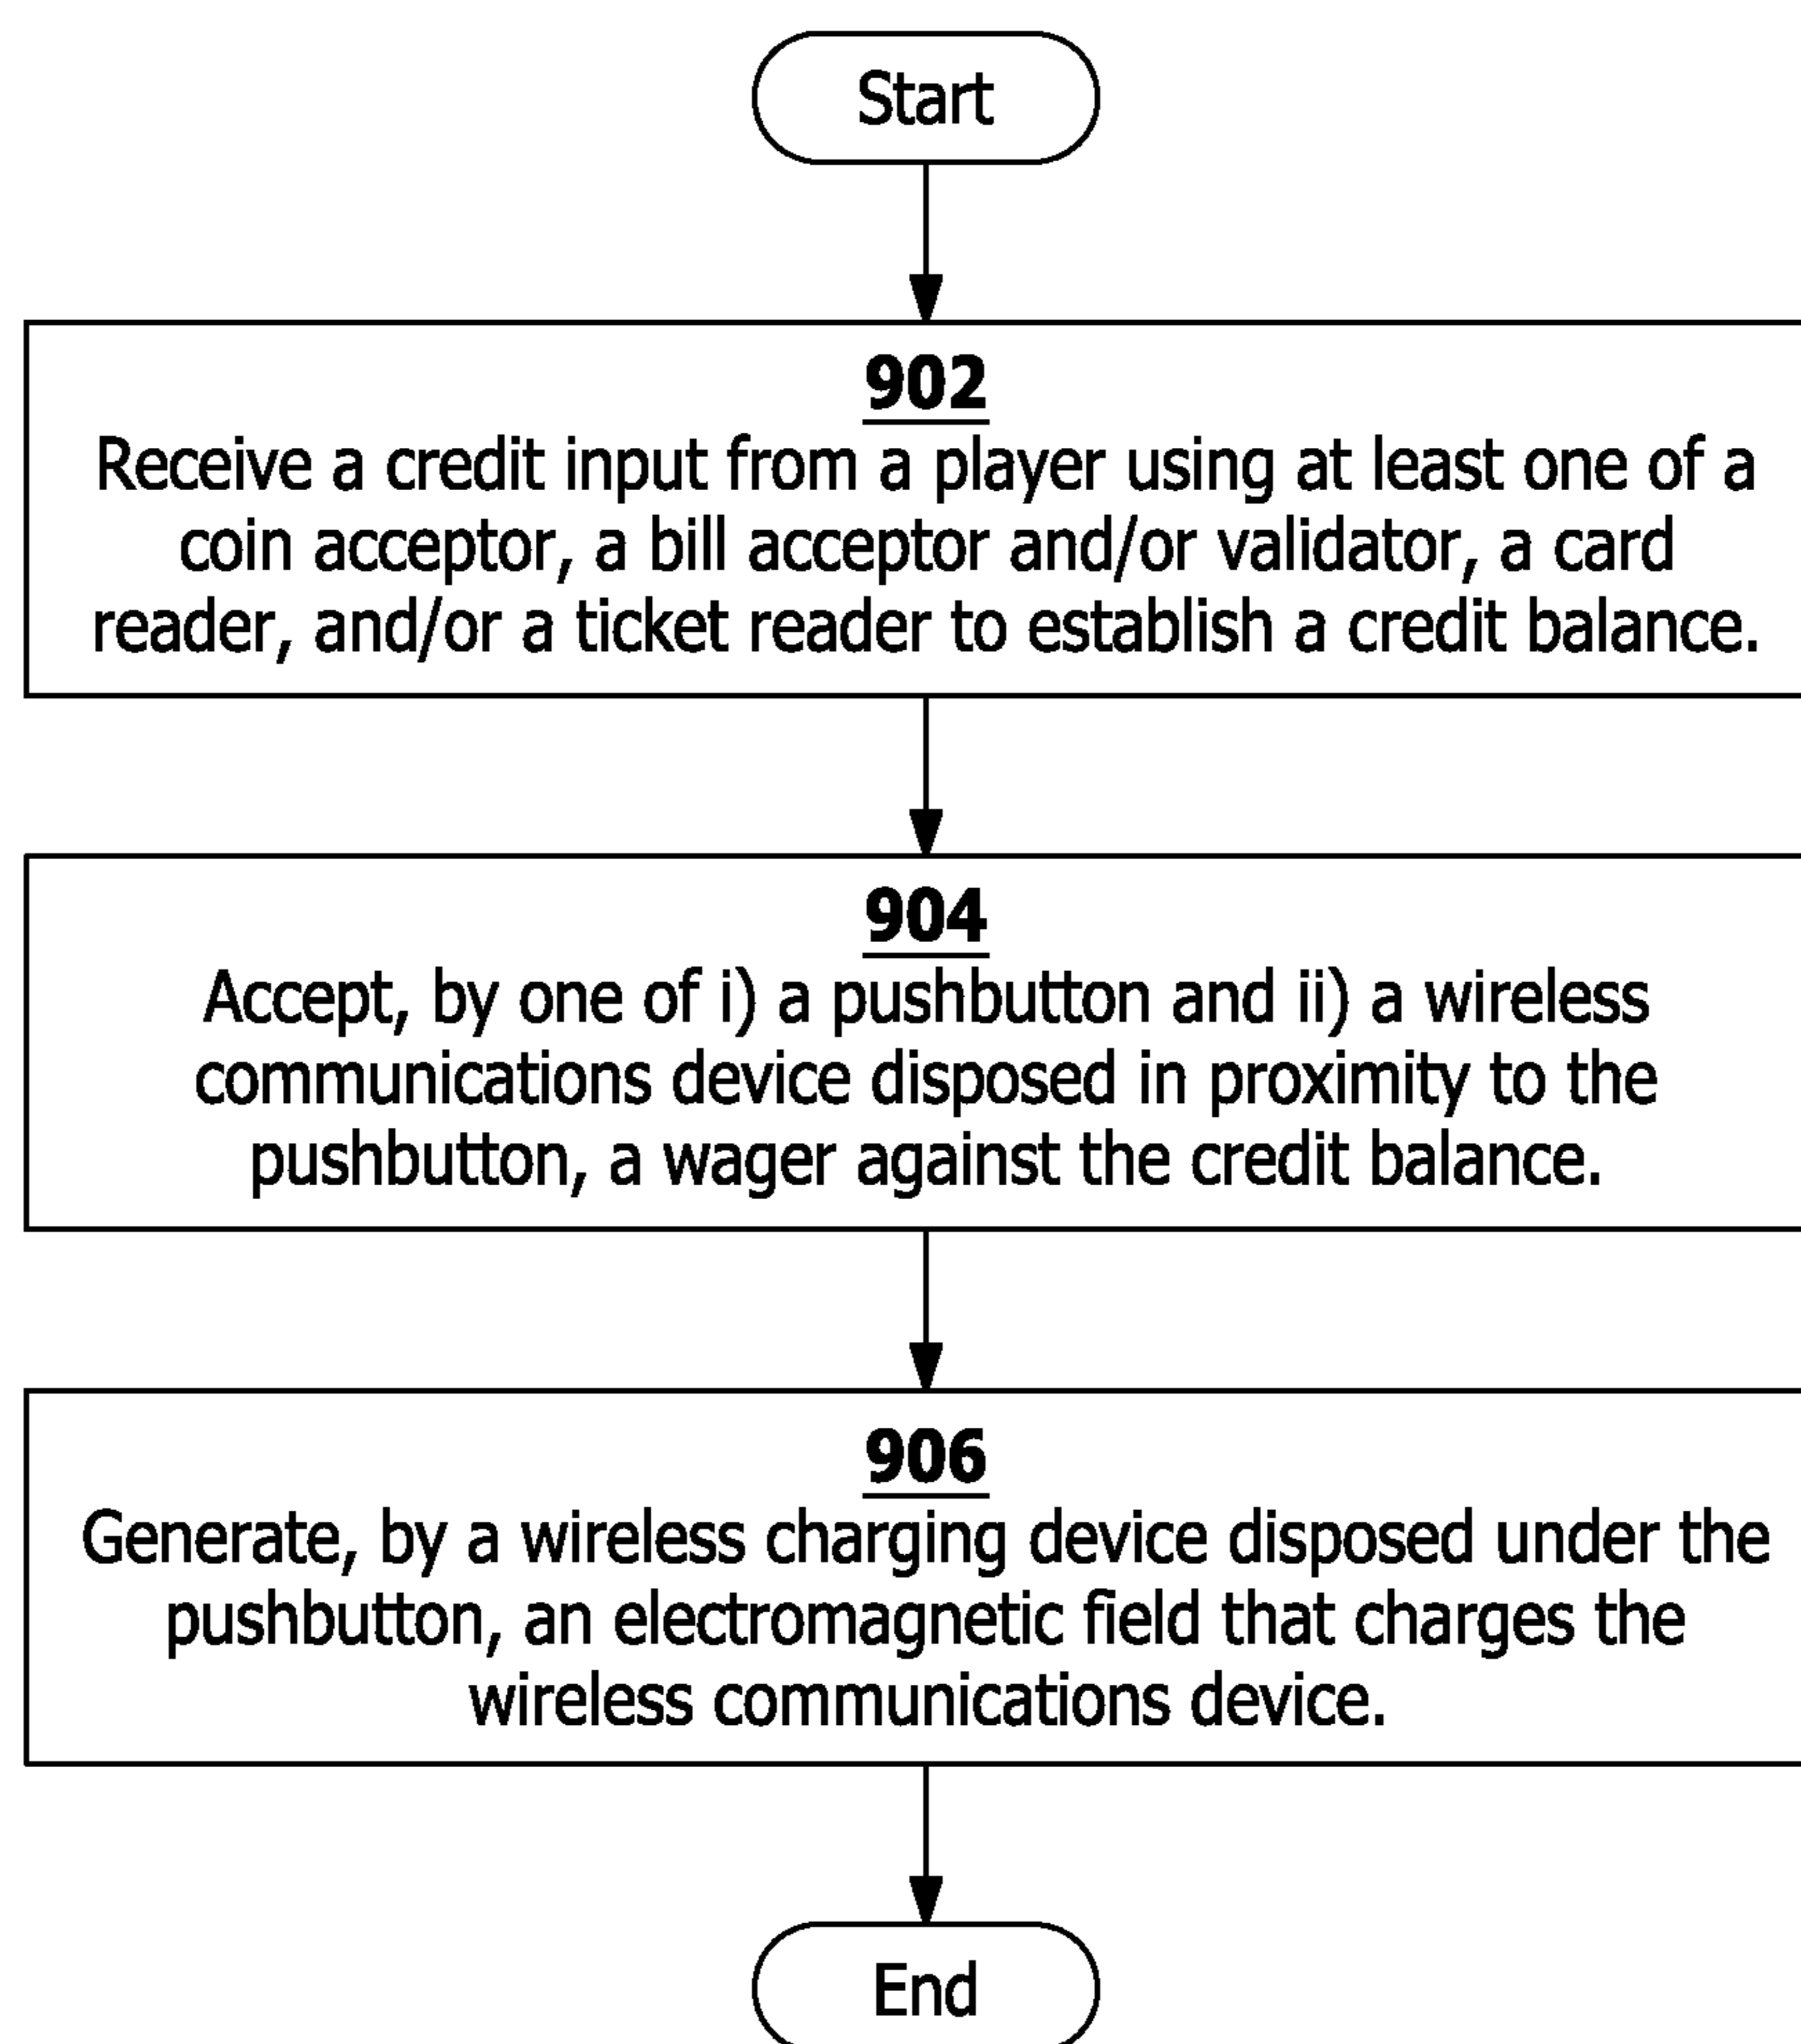 Start
902
Receive a credit input from a player using at least one of a
coin acceptor, a bill acceptor and/or validator, a card
reader, and/or a ticket reader to establish a credit balance.
904
Accept, by one of i) a pushbutton and ii) a wireless
communications device disposed in proximity to the
pushbutton, a wager against the credit balance.
906
Generate, by a wireless charging device disposed under the
pushbutton, an electromagnetic field that charges the
wireless communications device.
End